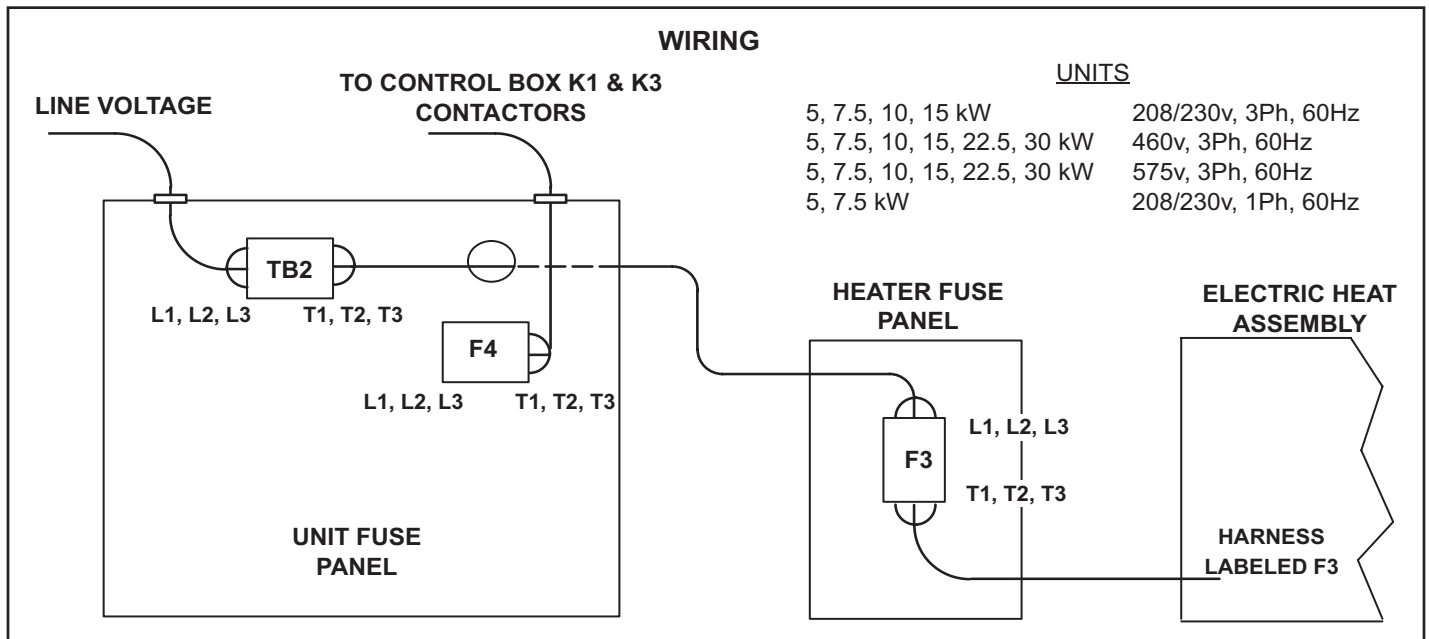 WIRING
LINE VOLTAGE
TO CONTROL BOX K1 & K3
CONTACTORS
UNITS
5, 7.5, 10, 15 kW 208/230v, 3Ph, 60Hz
5, 7.5, 10, 15, 22.5, 30 kW 460v, 3Ph, 60Hz
5, 7.5, 10, 15, 22.5, 30 kW 575v, 3Ph, 60Hz
5, 7.5 kW 208/230v, 1Ph, 60Hz
TB2
L1, L2, L3 T1, T2, T3
F4
L1, L2, L3 T1, T2, T3
UNIT FUSE
PANEL
HEATER FUSE
PANEL
L1, L2, L3
F3
T1, T2, T3
ELECTRIC HEAT
ASSEMBLY
HARNESS
LABELED F3